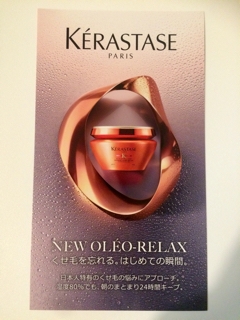 KÉRASTASE
PARIS
NEW OLÉO-RELAX
くせ毛を忘れる。はじめての瞬間。
日本人特有のくせ毛の悩みにアプローチ。
湿度80%でも、朝のまとまり24時間キープ。